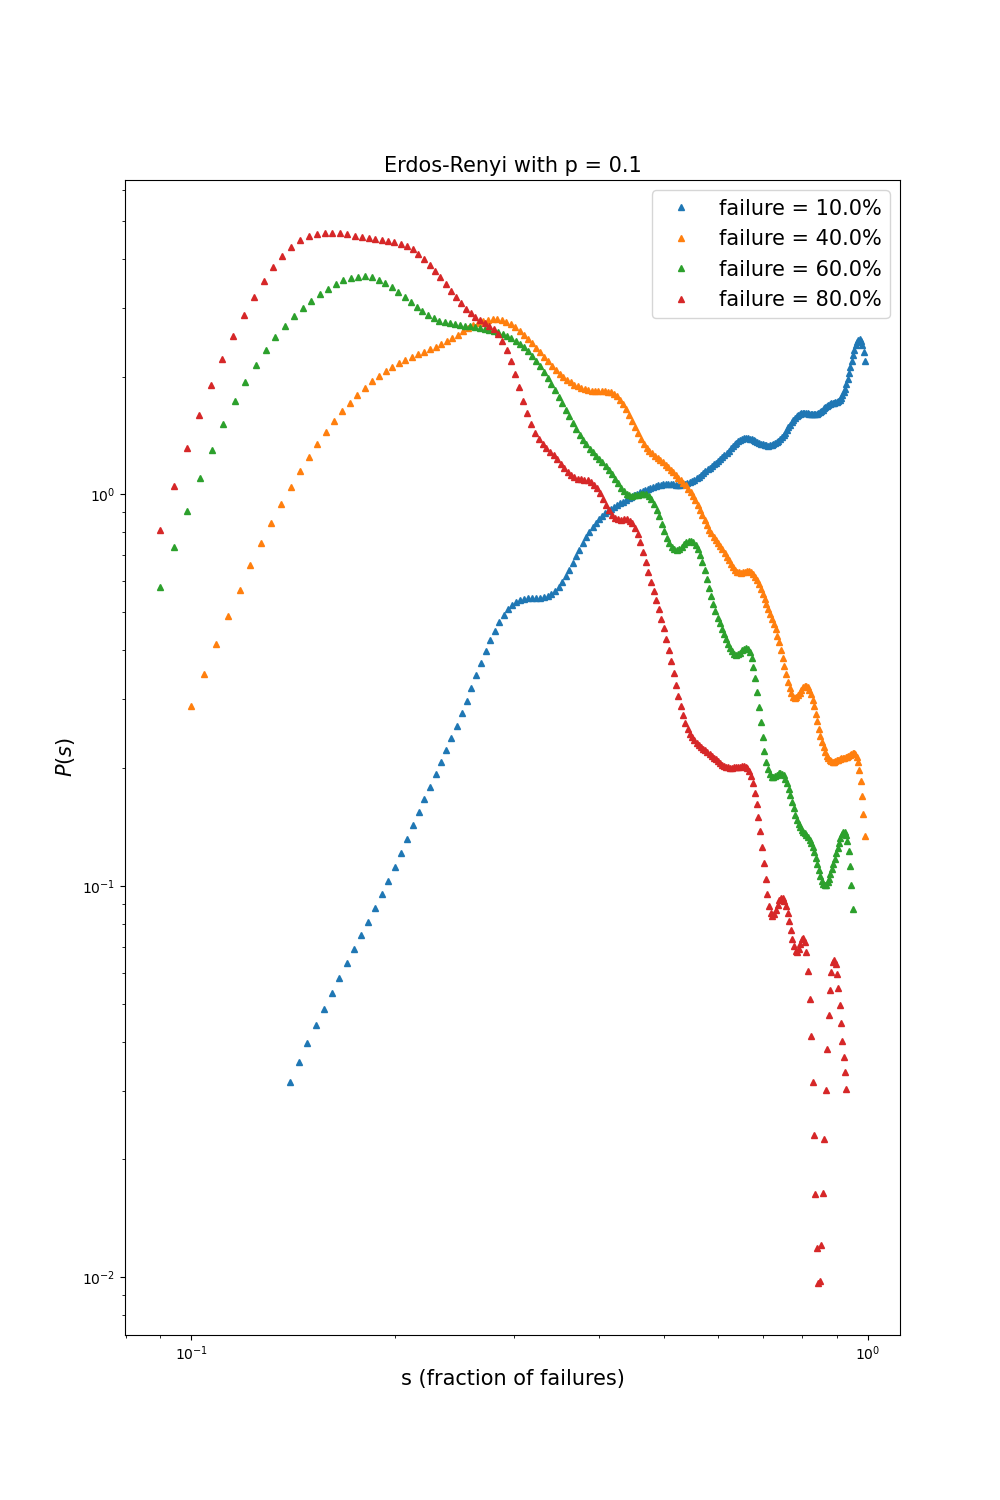 Erdos-Renyi with p = 0.1
failure = 10.0%
failure = 40.0%
failure = 60.0%
failure = 80.0%
10⁰
10⁻¹
10⁻²
P(s)
10⁻¹
10⁰
s (fraction of failures)